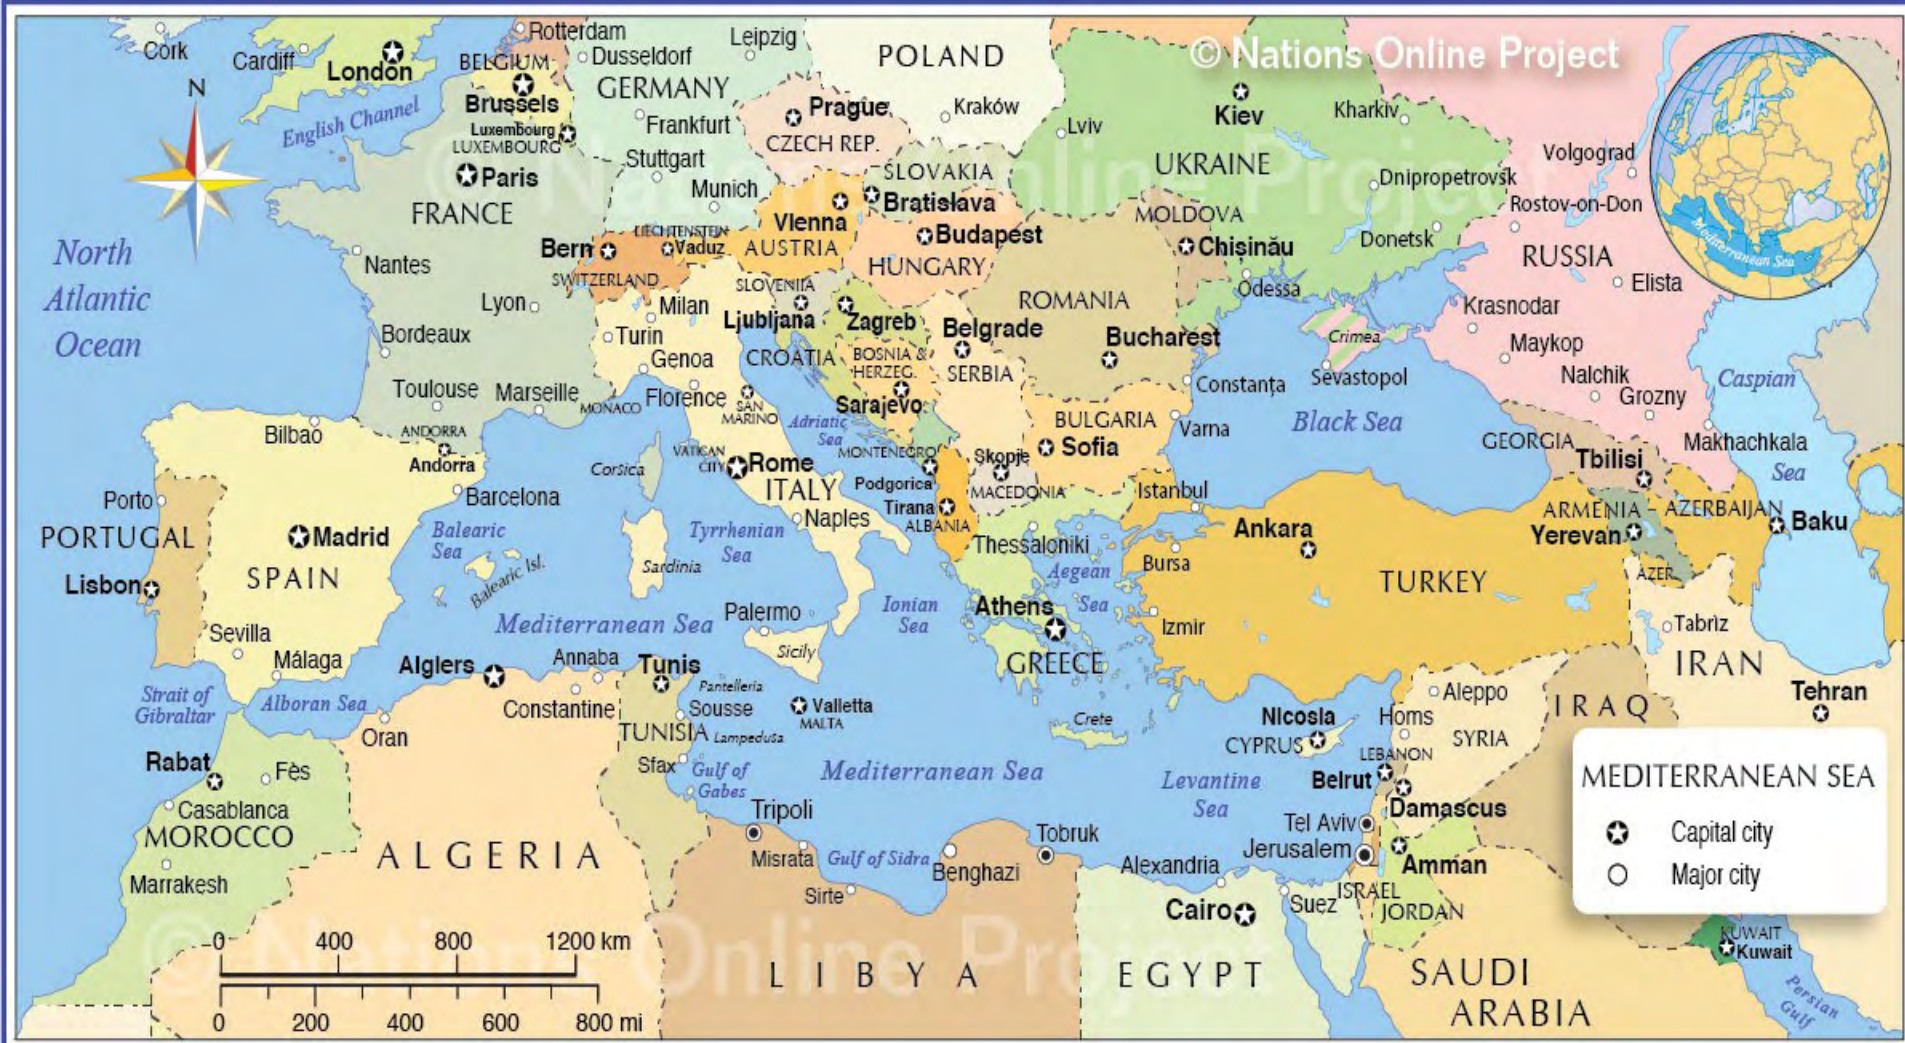 © Nations Online Project
Cork
Cardiff
London
English Channel
Rotterdam
BELGIUM
Brussels
Dusseldorf
Leipzig
GERMANY
Luxembourg
LUXEMBOURG
Frankfurt
Stuttgart
Munich
POLAND
Prague
CZECH REP.
Kraków
SLOVAKIA
Bratislava
Lviv
Kiev
Kharkiv
UKRAINE
Dnipropetrovsk
Donetsk
Volgograd
Rostov-on-Don
RUSSIA
Elista
Krasnodar
Maykop
Nalchik
Grozny
Makhachkala
Mediterranean Sea
N
North
Atlantic
Ocean
Paris
FRANCE
Nantes
Lyon
Bordeaux
Toulouse
Marseille
MONACO
Bern
SWITZERLAND
LIECHTENSTEIN
Vaduz
Vienna
AUSTRIA
Budapest
HUNGARY
MOLDOVA
Chisinău
Odessa
ROMANIA
Bucharest
Constanța
Crimea
Sevastopol
Black Sea
Caspian
Sea
SLOVENIA
Ljubljana
Zagreb
CROATIA
BOSNIA &
HERZEG.
Sarajevo
Belgrade
SERBIA
BULGARIA
Sofia
Varna
Milan
Turin
Genoa
Florence
SAN
MARINO
Adriatic
Sea
MONTENEGRO
Podgorica
Skopje
MACEDONIA
Tirana
ALBANIA
VATICAN
CITY
Rome
ITALY
Naples
Corsica
Sardinia
Tyrrhenian
Sea
Bilbao
ANDORRA
Andorra
Barcelona
Porto
PORTUGAL
Lisbon
Madrid
SPAIN
Sevilla
Málaga
Balearic
Sea
Balearic Isl.
Mediterranean Sea
Palermo
Sicily
Ionian
Sea
Thessaloniki
Aegean
Sea
Athens
GREECE
Crete
Istanbul
Bursa
Izmir
Ankara
TURKEY
GEORGIA
Tbilisi
ARMENIA
Yerevan
AZERBAIJAN
AZER.
Baku
Tabriz
IRAN
Tehran
Strait of
Gibraltar
Alboran Sea
Algiers
Annaba
Constantine
Oran
Tunis
Pantelleria
Sousse
TUNISIA
Lampedusa
Sfax
Gulf of
Gabes
Valletta
MALTA
Mediterranean Sea
Levantine
Sea
Nicosia
CYPRUS
Aleppo
Homs
SYRIA
LEBANON
Beirut
Damascus
IRAQ
Rabat
Fès
Casablanca
MOROCCO
Marrakesh
ALGERIA
Tripoli
Misrata
Gulf of Sidra
Sirte
Benghazi
Tobruk
LIBYA
Alexandria
Cairo
EGYPT
Suez
Tel Aviv
Jerusalem
ISRAEL
Amman
JORDAN
SAUDI
ARABIA
KUWAIT
Kuwait
Persian
Gulf
MEDITERRANEAN SEA
Capital city
Major city
0 400 800 1200 km
0 200 400 600 800 mi
© Nations Online Project
© Nations Online Project